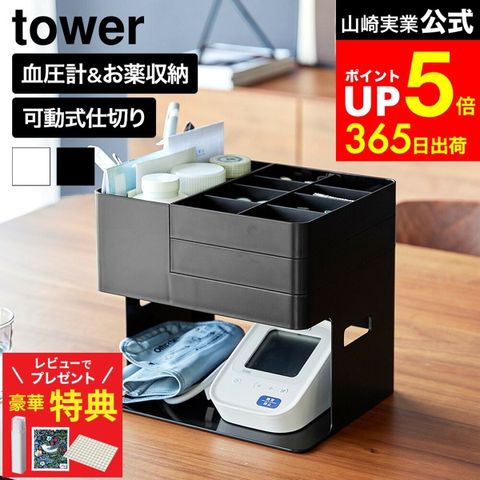 tower
血圧計&お薬収納
可動式仕切り
山崎実業公式
ポイント
UP5倍
365日出荷
レビューで
プレゼント
豪華特典